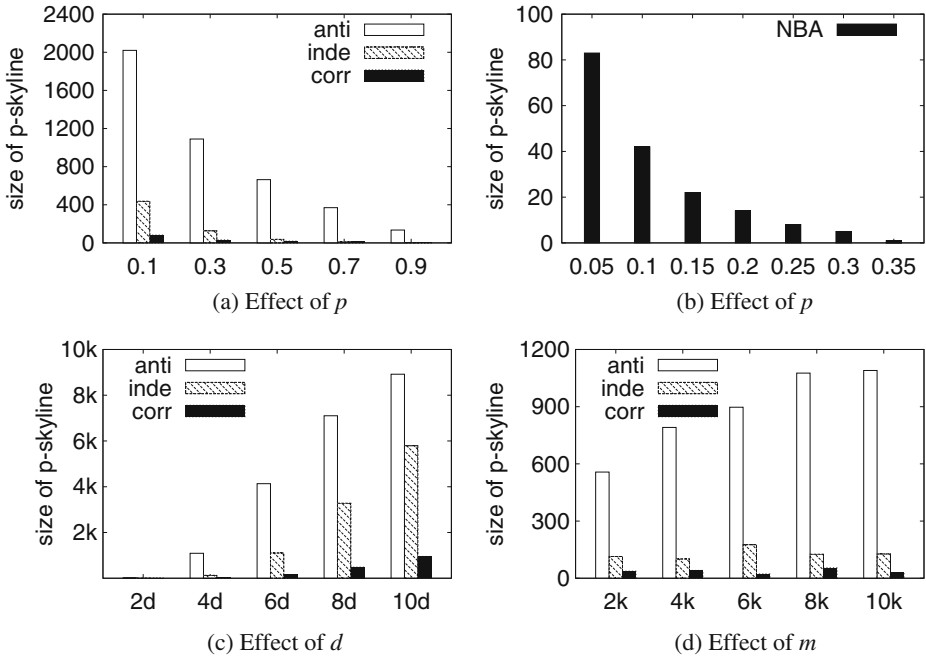 size of p-skyline
2400
2000
1600
1200
800
400
0
anti
inde
corr
0.1 0.3 0.5 0.7 0.9
(a) Effect of p
size of p-skyline
100
80
60
40
20
0
NBA
0.05 0.1 0.15 0.2 0.25 0.3 0.35
(b) Effect of p
size of p-skyline
10k
8k
6k
4k
2k
anti
inde
corr
2d 4d 6d 8d 10d
(c) Effect of d
size of p-skyline
1200
900
600
300
0
anti
inde
corr
2k 4k 6k 8k 10k
(d) Effect of m